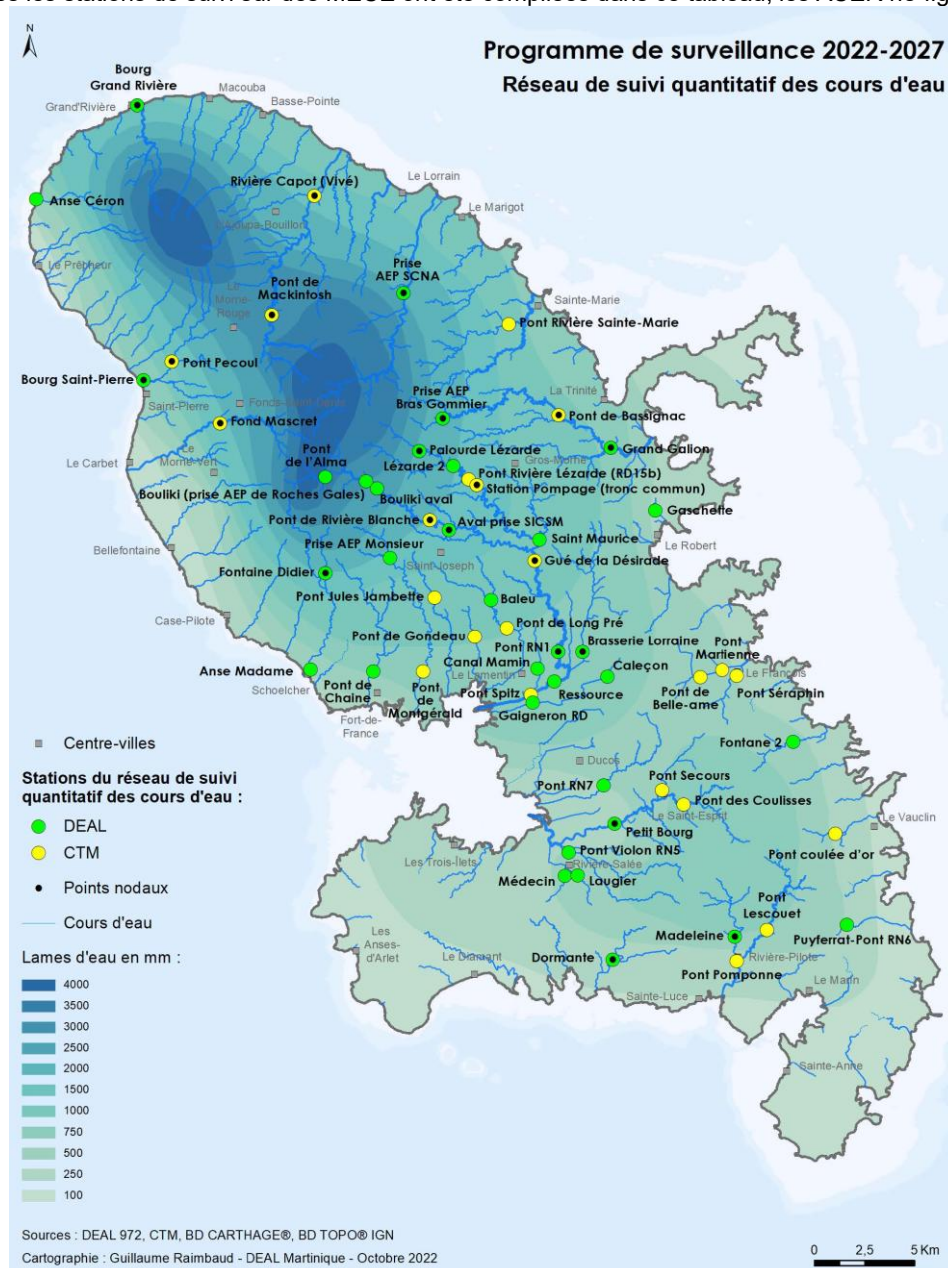 N
Programme de surveillance 2022-2027
Réseau de suivi quantitatif des cours d'eau
Bourg
Grand Rivière
Grand'Rivière
Macouba
Basse-Pointe
Anse Céron
Rivière Capot (Vivé)
Le Lorrain
Le Marigot
Le Prêcheur
Pont de
Mackintosh
Le
Morne-
Rouge
Prise
AEP SCNA
Sainte-Marie
Pont Rivière Sainte-Marie
Pont Pecoul
Bourg Saint-Pierre
Saint-Pierre
Fonds-Saint-Denis
Fond Mascret
Prise AEP
Bras Gommier
La Trinité
Pont de Bassignac
Grand Galion
Le Carbet
Le
Morne-Vert
Pont
de l'Alma
Palourde Lézarde
Lézarde 2
Gros-Morne
Pont Rivière Lézarde (RD15b)
Station Pompage (tronc commun)
Bouliki (prise AEP de Roches Gales)
Bouliki aval
Gaschette
Pont de Rivière Blanche
Aval prise SICSM
Saint Maurice
Le Robert
Bellefontaine
Prise AEP Monsieur
Saint-Joseph
Gué de la Désirade
Fontaine Didier
Pont Jules Jambette
Baleu
Case-Pilote
Pont de Gondeau
Pont de Long Pré
Pont RN1
Brasserie Lorraine
Pont
Martienne
Anse Madame
Schoelcher
Pont de
Chaine
Fort-de-
France
Pont
de
Montgérald
Canal Mamin
Le Lamentin
Pont Spitz
Ressource
Gaigneron RD
Caleçon
Pont de
Belle-ame
Le François
Pont Séraphin
Centre-villes
Fontane 2
Ducos
Stations du réseau de suivi
quantitatif des cours d'eau :
DEAL
CTM
Points nodaux
Cours d'eau
Pont RN7
Pont Secours
Pont des Coulisses
Le Saint-Esprit
Petit Bourg
Le Vauclin
Pont coulée d'or
Les Trois-Ilets
Pont Violon RN5
Rivière-Salée
Médecin
Laugier
Les
Anses-
d'Arlet
Le Diamant
Dormante
Madeleine
Pont
Lescouet
Puyferrat-Pont RN6
Rivière-Pilote
Pont Pomponne
Sainte-Luce
Le Marin
Sainte-Anne
Lames d'eau en mm :
4000
3500
3000
2500
2000
1500
1000
750
500
250
100
Sources : DEAL 972, CTM, BD CARTHAGE®, BD TOPO® IGN
Cartographie : Guillaume Raimbaud - DEAL Martinique - Octobre 2022
0 2,5 5 Km